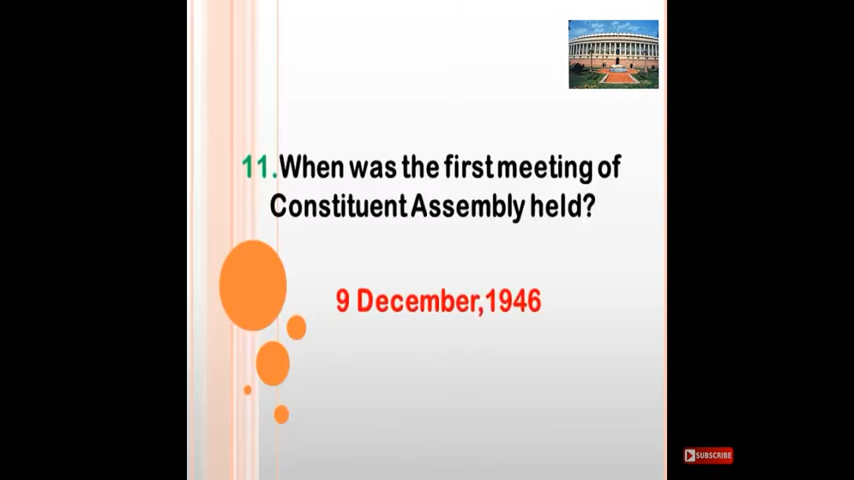 11.When was the first meeting of
Constituent Assembly held?
9 December,1946
SUBSCRIBE